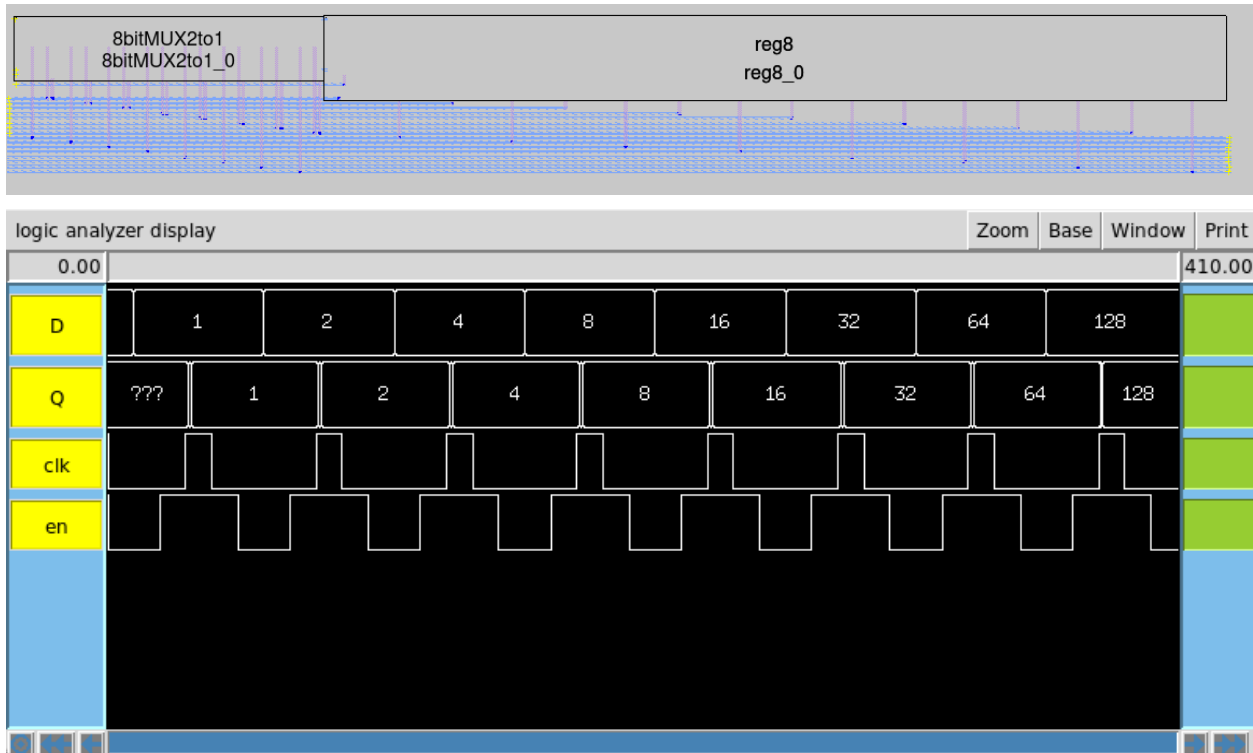 8bitMUX2to1
8bitMUX2to1_0
reg8
reg8_0
logic analyzer display
Zoom Base Window Print
0.00 410.00
D 1 2 4 8 16 32 64 128
Q ??? 1 2 4 8 16 32 64 128
clk
en